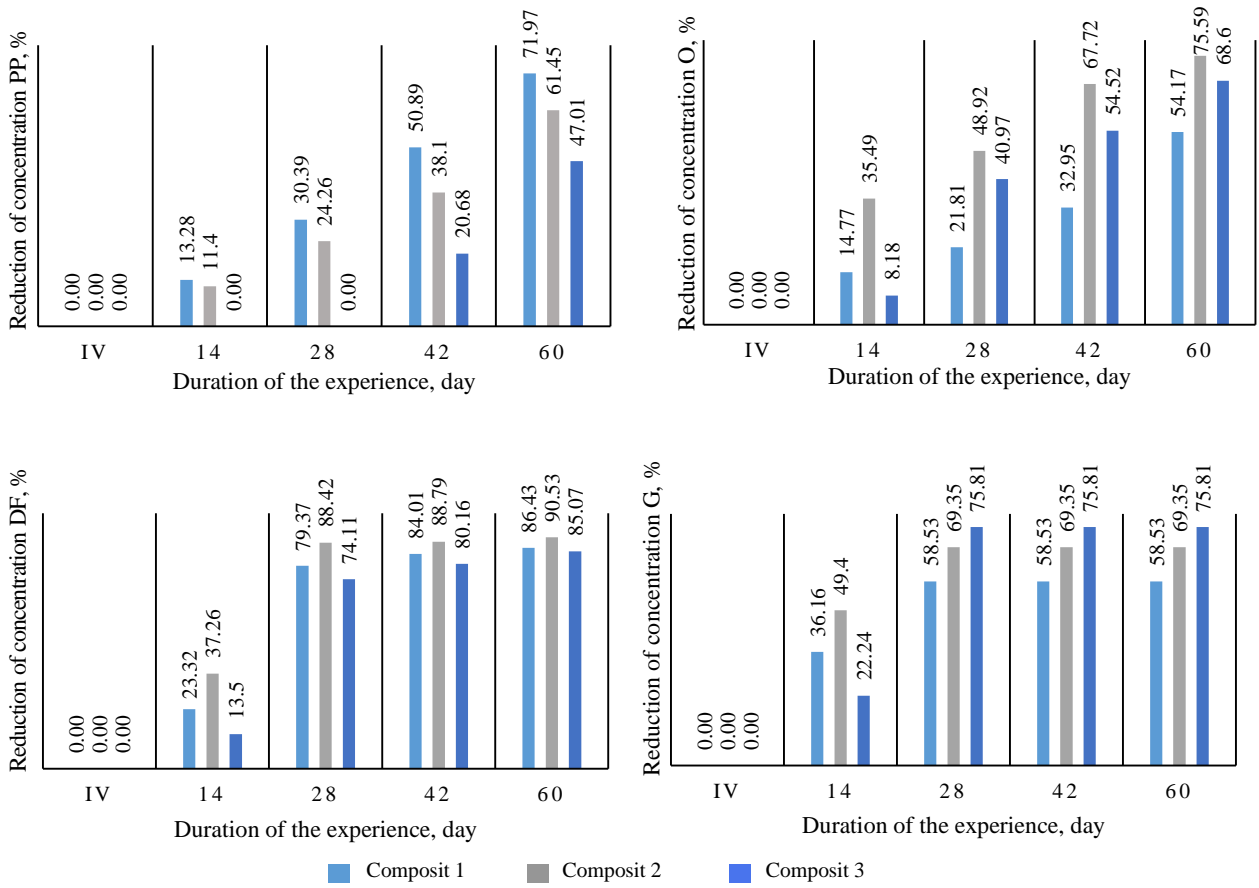 Reduction of concentration PP, %
0.00 0.00 0.00
13.28 11.4 0.00
30.39 24.26 0.00
50.89 38.1 20.68
71.97 61.45 47.01
IV 14 28 42 60
Duration of the experience, day
Reduction of concentration O, %
0.00 0.00 0.00
14.77 35.49 8.18
21.81 48.92 40.97
32.95 67.72 54.52
54.17 75.59 68.6
IV 14 28 42 60
Duration of the experience, day
Reduction of concentration DF, %
0.00 0.00 0.00
23.32 37.26 13.5
79.37 88.42 74.11
84.01 88.79 80.16
86.43 90.53 85.07
IV 14 28 42 60
Duration of the experience, day
Reduction of concentration G, %
0.00 0.00 0.00
36.16 49.4 22.24
58.53 69.35 75.81
58.53 69.35 75.81
58.53 69.35 75.81
IV 14 28 42 60
Duration of the experience, day
Composit 1 Composit 2 Composit 3